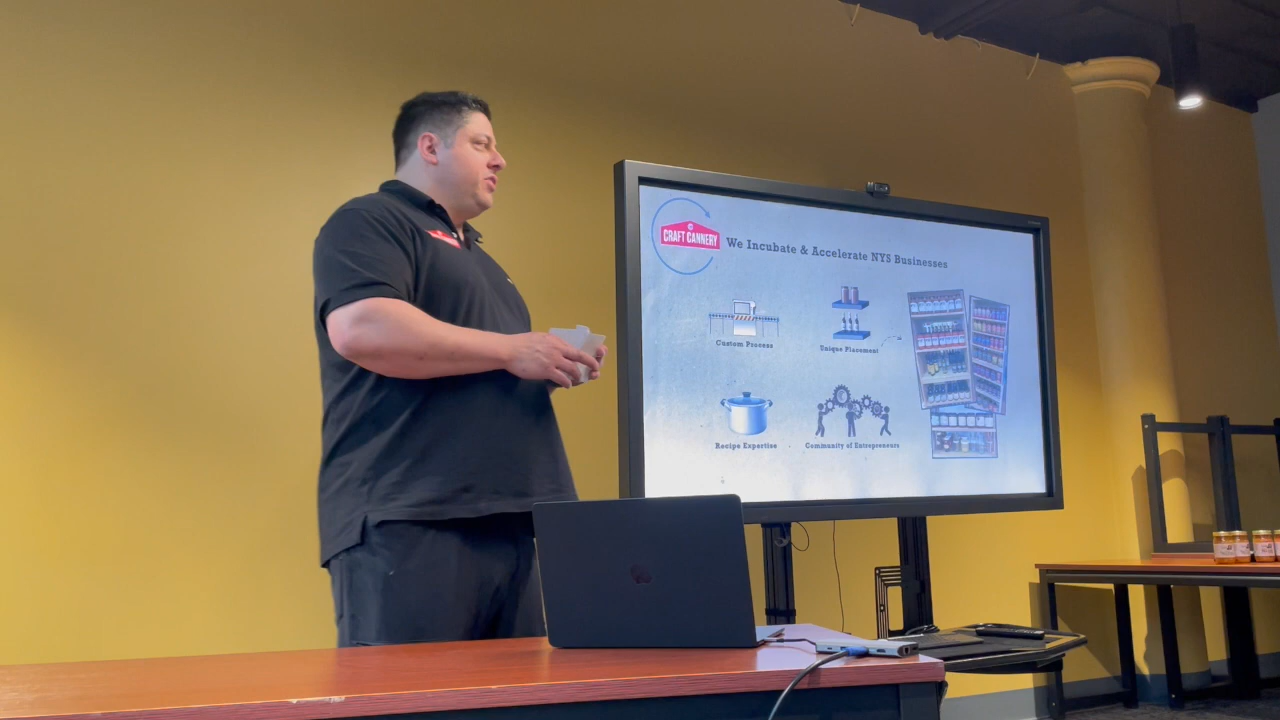 CRAFT CANNERY
We Incubate & Accelerate NYS Businesses
Custom Process
Unique Placement
Recipe Expertise
Community of Entrepreneurs